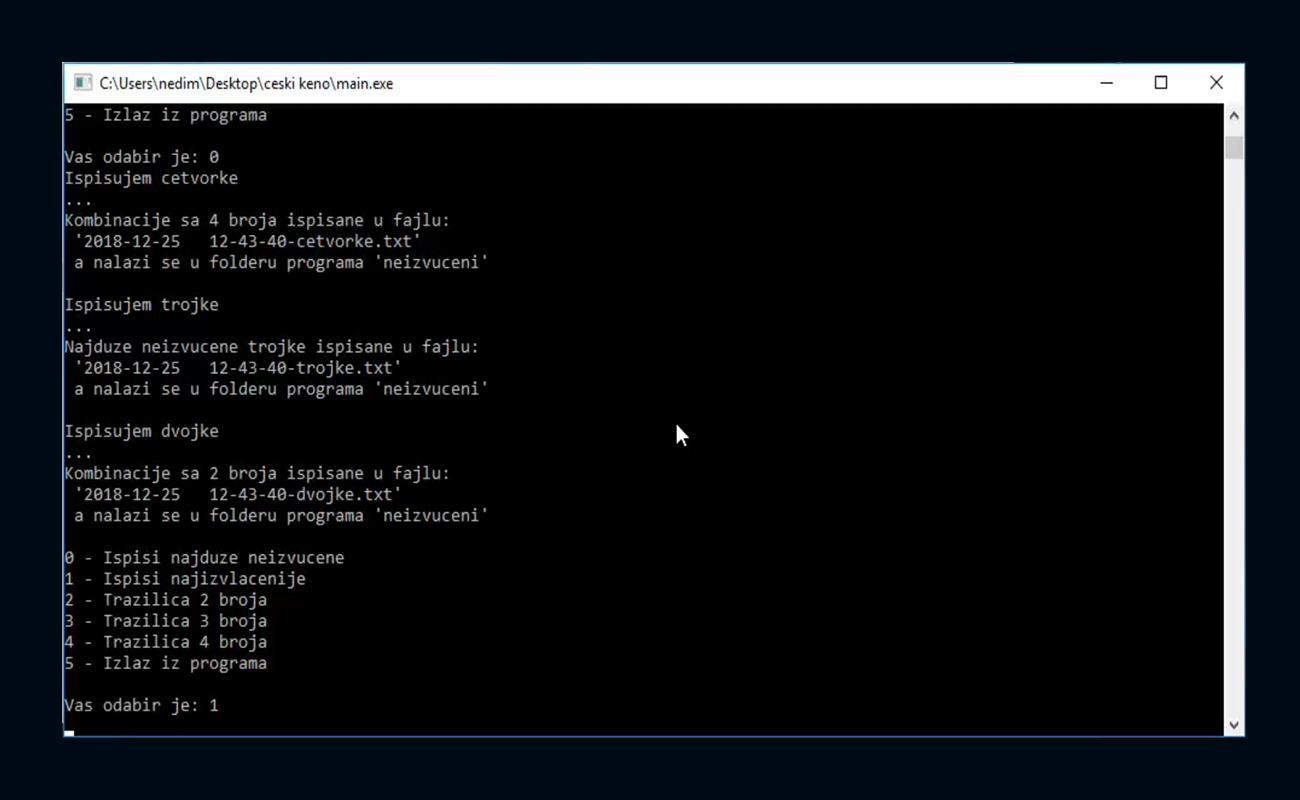 C:\Users\nedim\Desktop\ceski keno\main.exe
5 - Izlaz iz programa
Vas odabir je: 0
Ispisujem cetvorke
...
Kombinacije sa 4 broja ispisane u fajlu:
'2018-12-25   12-43-40-cetvorke.txt'
a nalazi se u folderu programa 'neizvuceni'
Ispisujem trojke
...
Najduze neizvucene trojke ispisane u fajlu:
'2018-12-25   12-43-40-trojke.txt'
a nalazi se u folderu programa 'neizvuceni'
Ispisujem dvojke
...
Kombinacije sa 2 broja ispisane u fajlu:
'2018-12-25   12-43-40-dvojke.txt'
a nalazi se u folderu programa 'neizvuceni'
0 - Ispisi najduze neizvucene
1 - Ispisi najizvlacenije
2 - Trazilica 2 broja
3 - Trazilica 3 broja
4 - Trazilica 4 broja
5 - Izlaz iz programa
Vas odabir je: 1